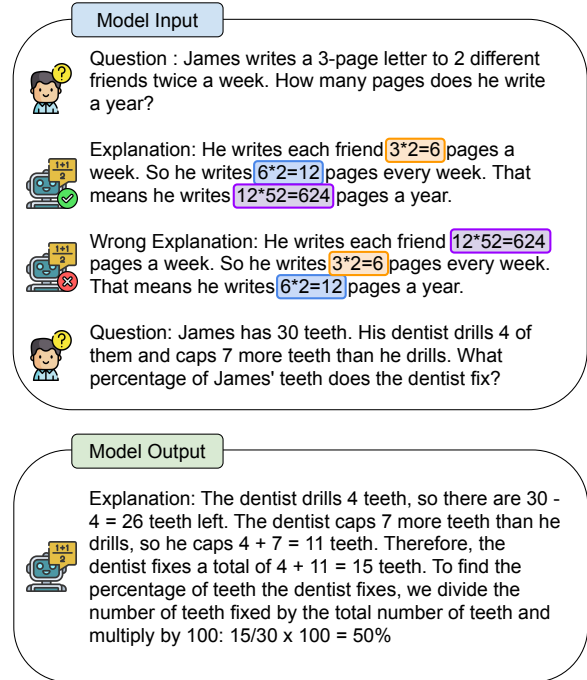 Model Input
Question : James writes a 3-page letter to 2 different
friends twice a week. How many pages does he write
a year?
1+1
2
Explanation: He writes each friend 3*2=6 pages a
week. So he writes 6*2=12 pages every week. That
means he writes 12*52=624 pages a year.
1+1
2
Wrong Explanation: He writes each friend 12*52=624
pages a week. So he writes 3*2=6 pages every week.
That means he writes 6*2=12 pages a year.
Question: James has 30 teeth. His dentist drills 4 of
them and caps 7 more teeth than he drills. What
percentage of James' teeth does the dentist fix?
Model Output
1+1
2
Explanation: The dentist drills 4 teeth, so there are 30 -
4 = 26 teeth left. The dentist caps 7 more teeth than he
drills, so he caps 4 + 7 = 11 teeth. Therefore, the
dentist fixes a total of 4 + 11 = 15 teeth. To find the
percentage of teeth the dentist fixes, we divide the
number of teeth fixed by the total number of teeth and
multiply by 100: 15/30 x 100 = 50%